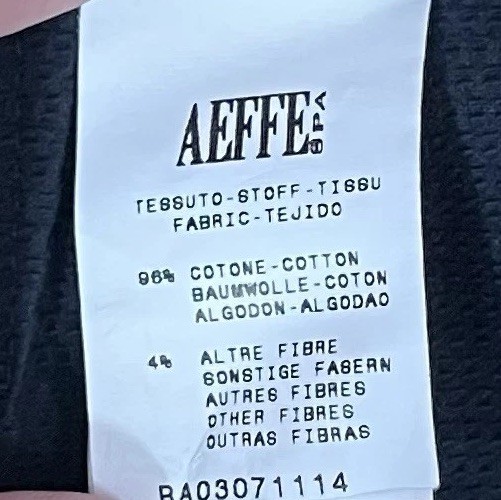 AEFFE SPA
TESSUTO-STOFF-TISSU
FABRIC-TEJIDO
96% COTONE-COTTON
BAUMWOLLE-COTON
ALGODON-ALGODAO
4% ALTRE FIBRE
SONSTIGE FASERN
AUTRES FIBRES
OTHER FIBRES
OUTRAS FIBRAS
RA03071114